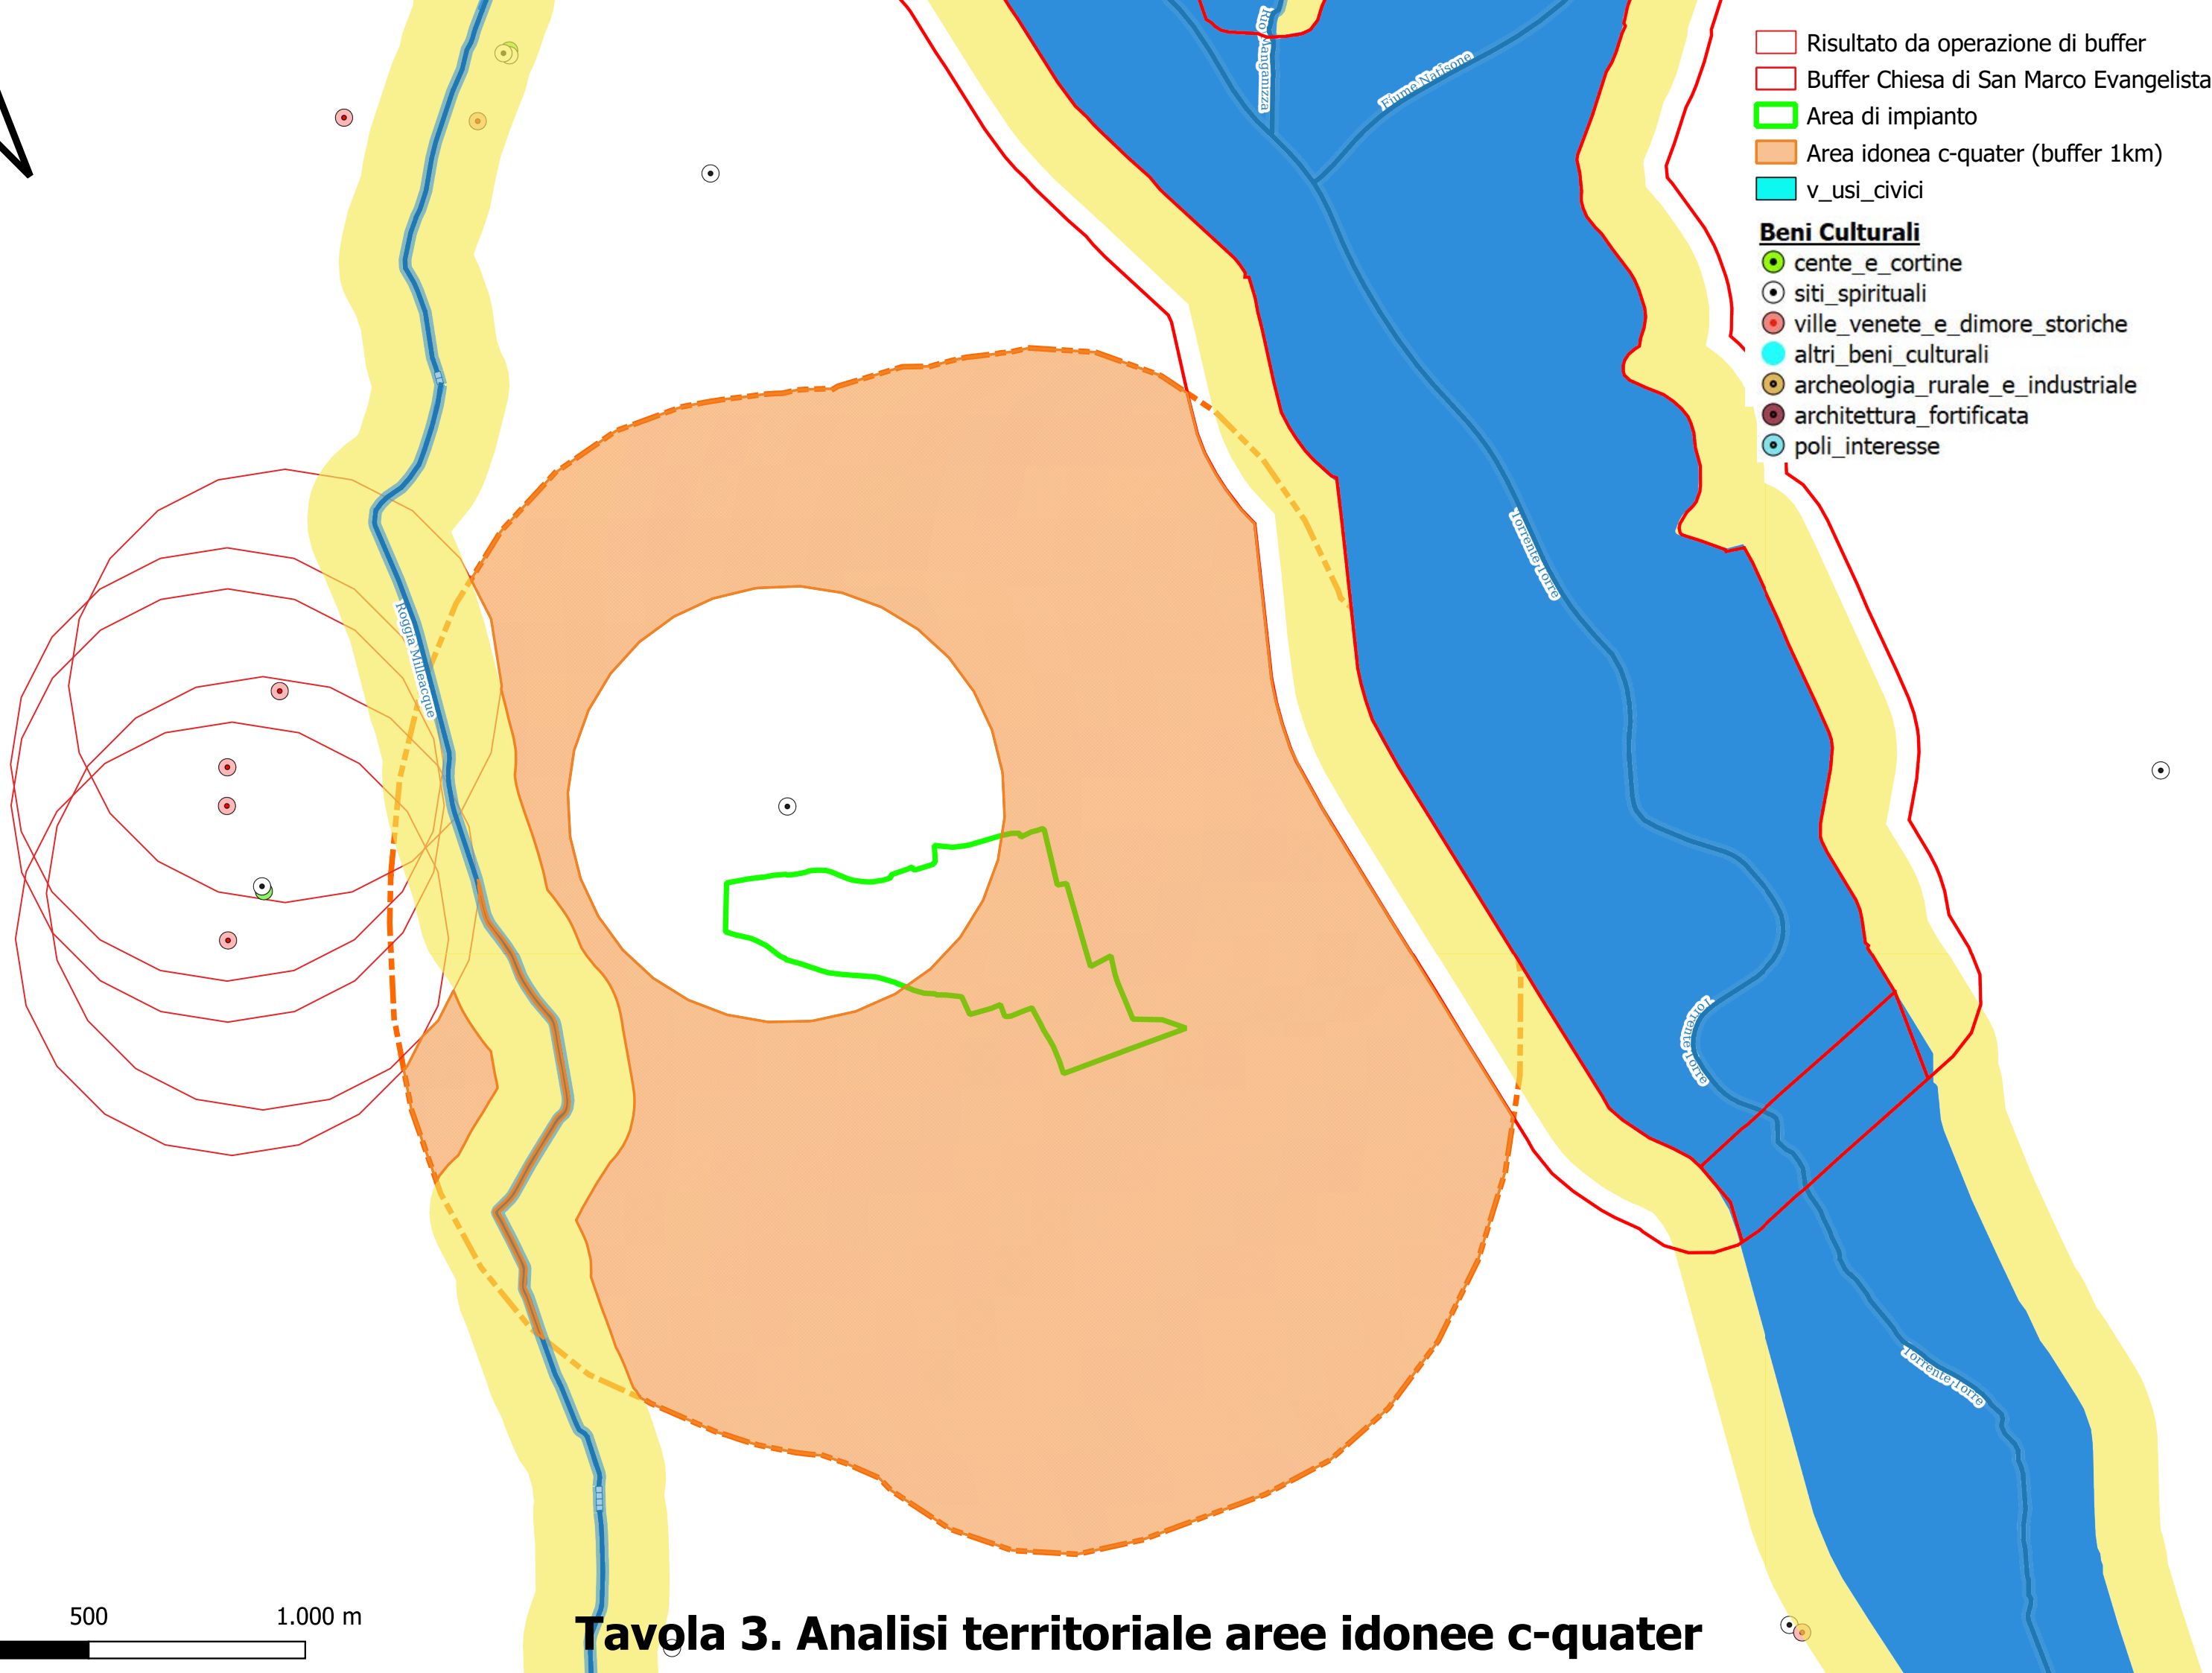 Risultato da operazione di buffer
Buffer Chiesa di San Marco Evangelista
Area di impianto
Area idonea c-quater (buffer 1km)
v_usi_civici
Beni Culturali
cente_e_cortine
siti_spirituali
ville_venete_e_dimore_storiche
altri_beni_culturali
archeologia_rurale_e_industriale
architettura_fortificata
poli_interesse
Rio Manganizza
Fiume Natisone
Torrente Torre
Roggia Milleacque
Torrente Torre
Torrente Torre
500
1.000 m
Tavola 3. Analisi territoriale aree idonee c-quater